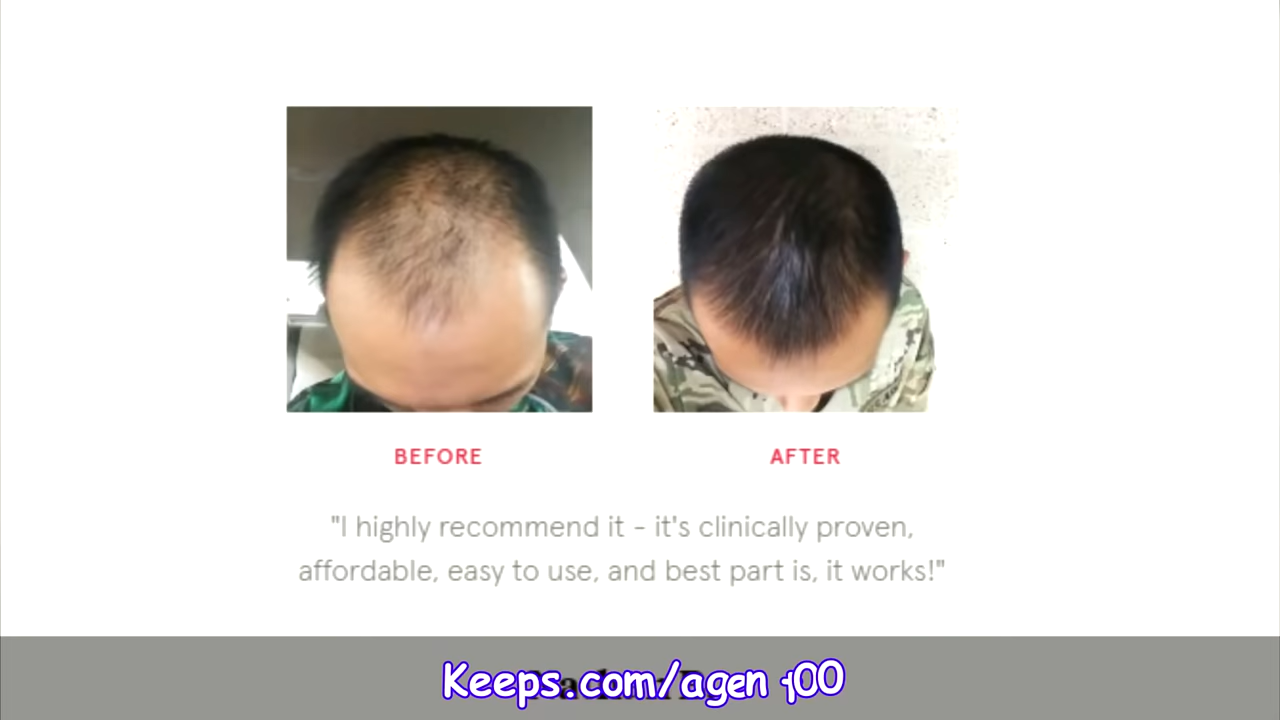 BEFORE
AFTER
"I highly recommend it - it's clinically proven,
affordable, easy to use, and best part is, it works!"
Keeps.com/agen j00